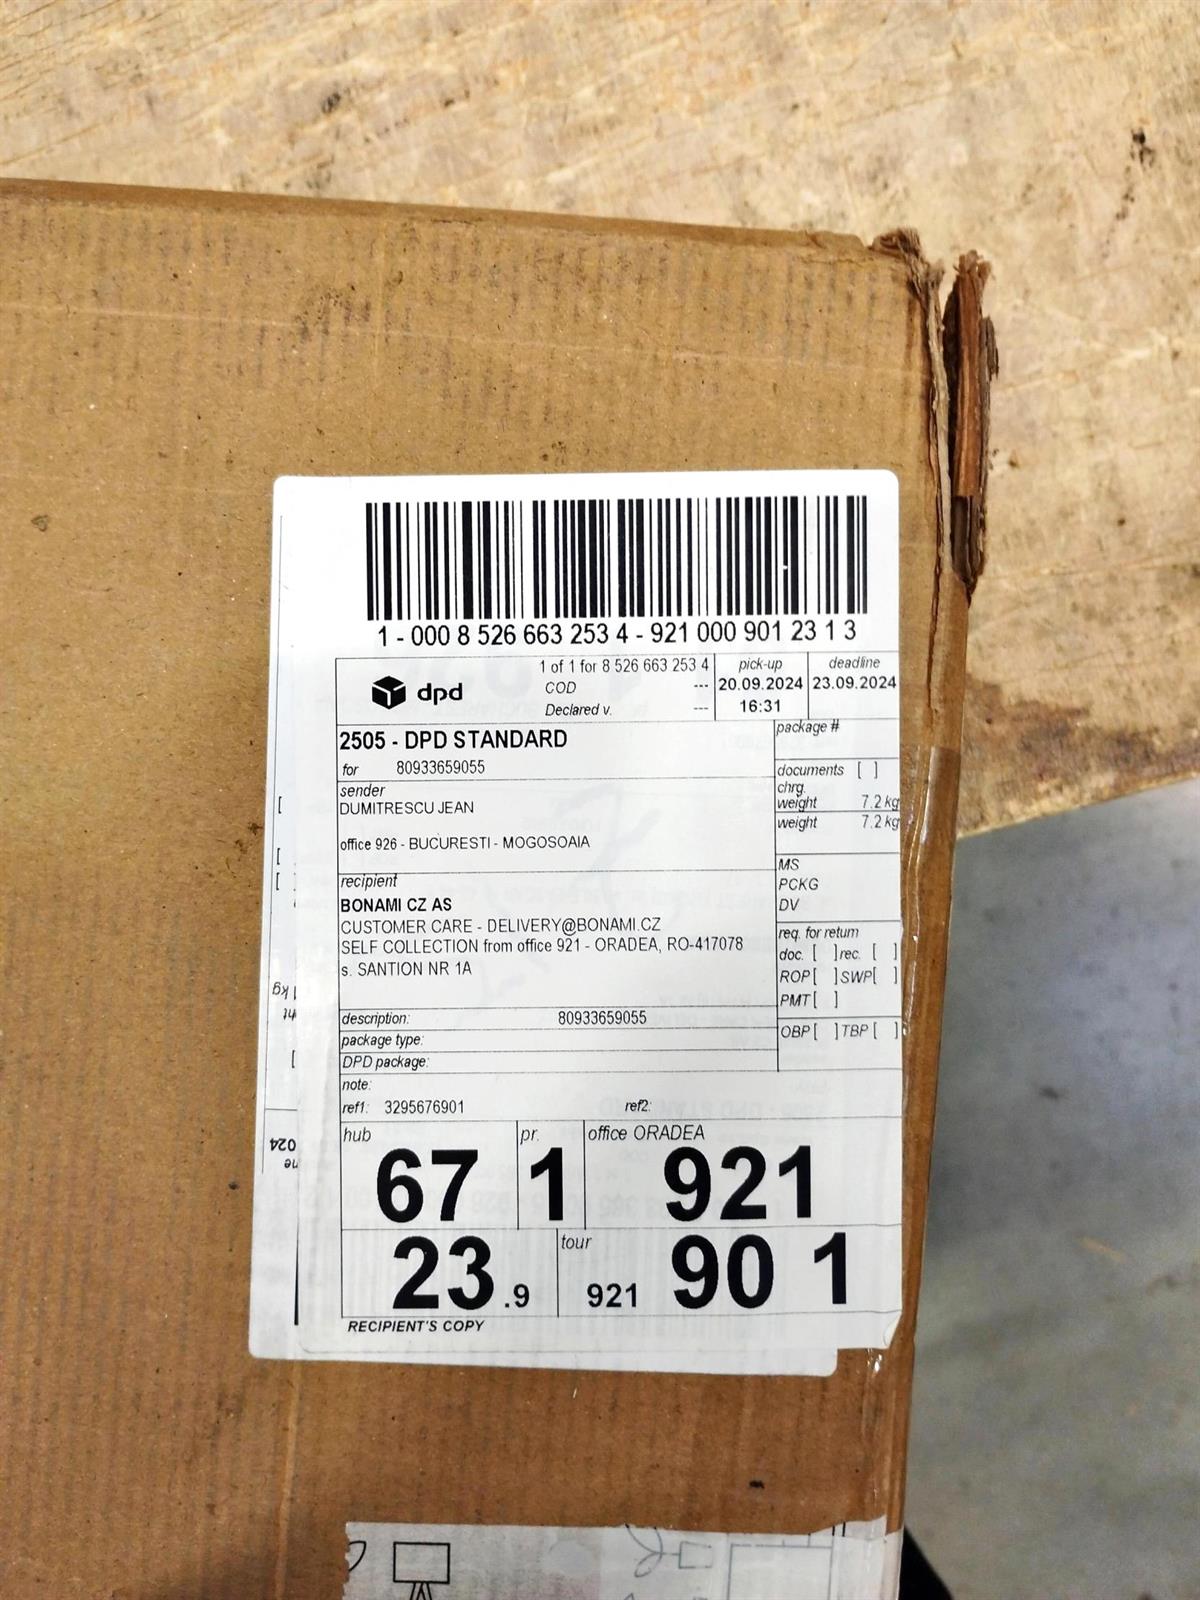 1 - 000 8 526 663 253 4 - 921 000 901 23 1 3
dpd
1 of 1 for 8 526 663 253 4
COD ---
Declared v. ---
pick-up
20.09.2024
16:31
deadline
23.09.2024
2505 - DPD STANDARD
for 80933659055
package #
documents [ ]
chrg.
weight 7.2 kg
weight 7.2 kg
sender
DUMITRESCU JEAN
office 926 - BUCURESTI - MOGOSOAIA
MS
PCKG
DV
recipient
BONAMI CZ AS
CUSTOMER CARE - DELIVERY@BONAMI.CZ
SELF COLLECTION from office 921 - ORADEA, RO-417078
s. SANTION NR 1A
req. for return
doc. [ ] rec. [ ]
ROP [ ] SWP [ ]
PMT [ ]
OBP [ ] TBP [ ]
description: 80933659055
package type:
DPD package:
note:
ref1: 3295676901 ref2:
hub
67
pr.
1
office ORADEA
921
23.9
tour
921 90 1
RECIPIENT'S COPY
kg
024